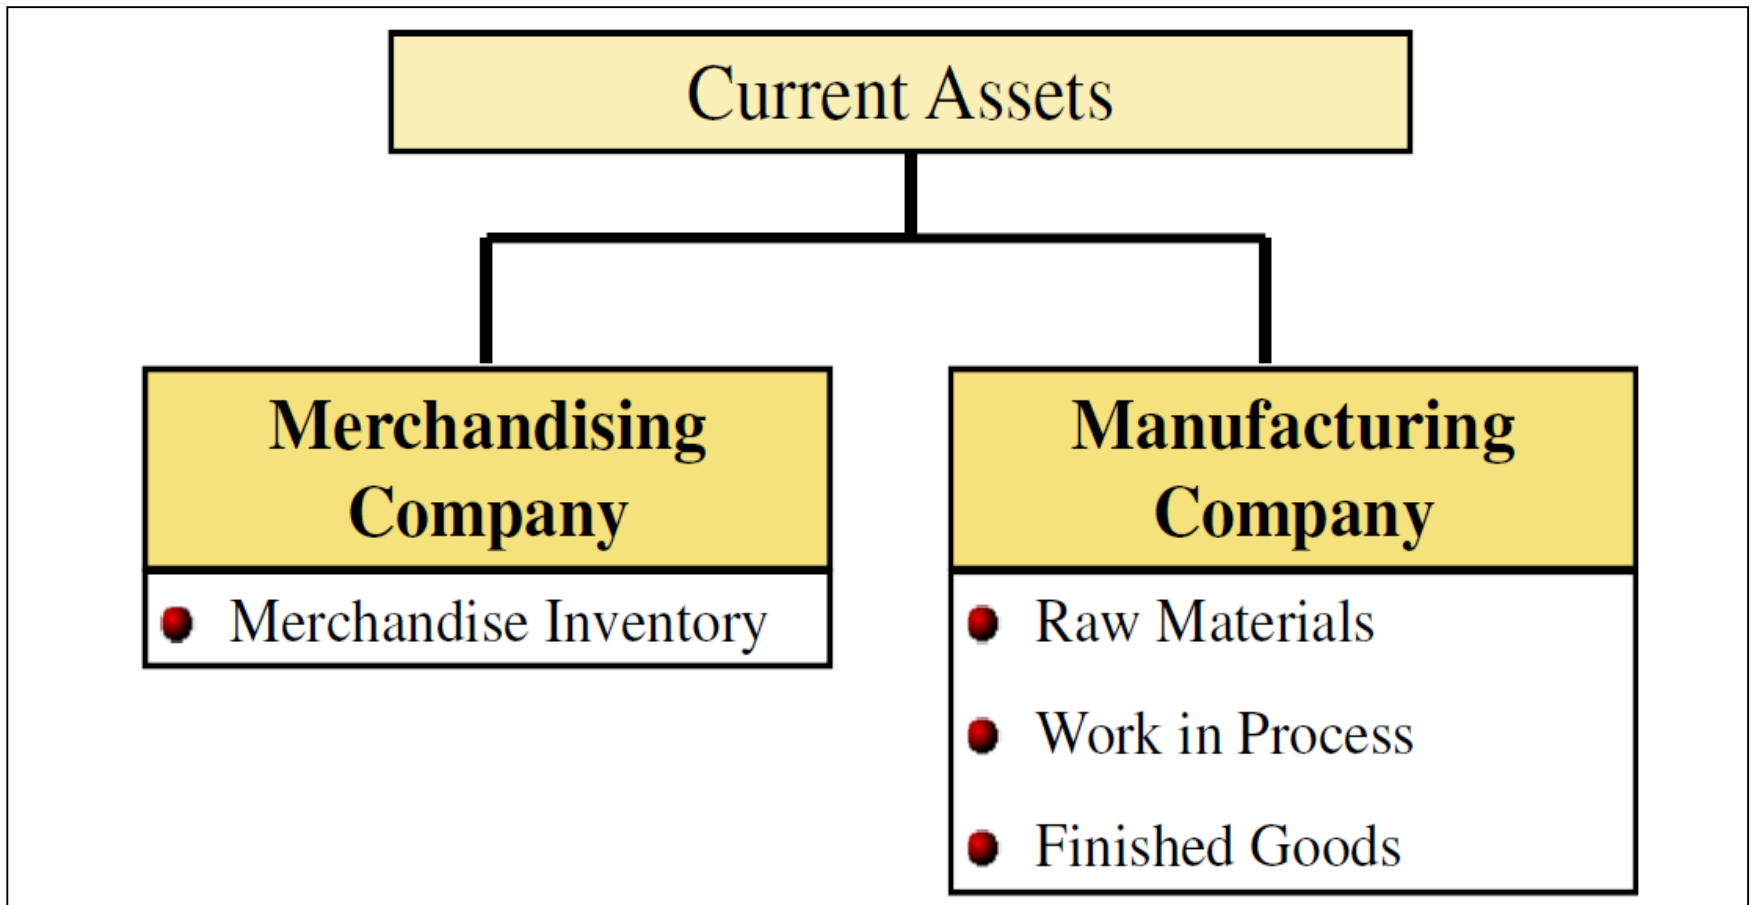 Current Assets
Merchandising
Company
Merchandise Inventory
Manufacturing
Company
Raw Materials
Work in Process
Finished Goods